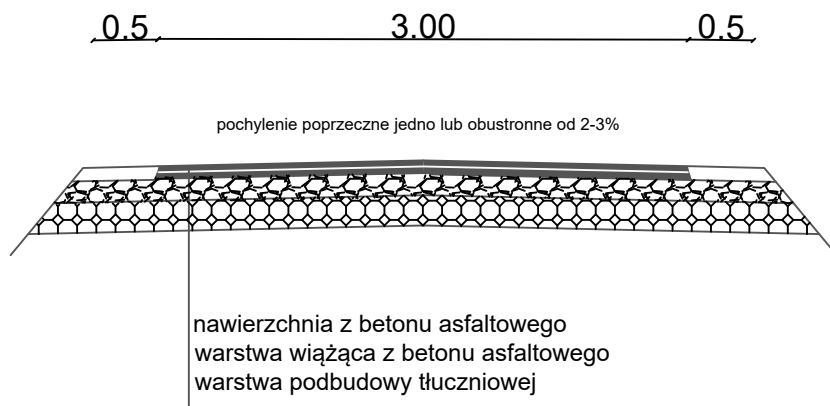 0.5 3.00 0.5
pochylenie poprzeczne jedno lub obustronne od 2-3%
nawierzchnia z betonu asfaltowego
warstwa wiążąca z betonu asfaltowego
warstwa podbudowy tłuczniowej